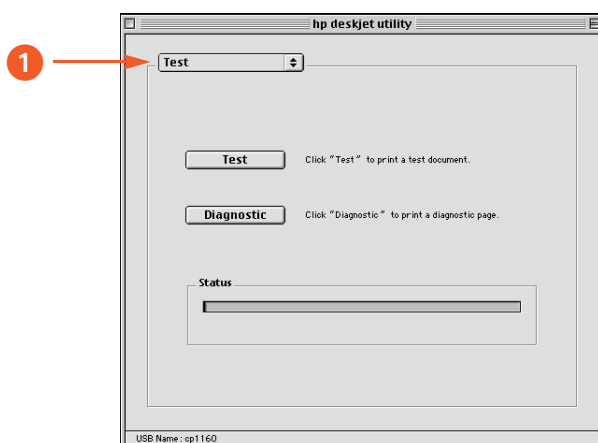 hp deskjet utility
1
Test
Test
Click "Test" to print a test document.
Diagnostic
Click "Diagnostic" to print a diagnostic page.
Status
USB Name: cp1160